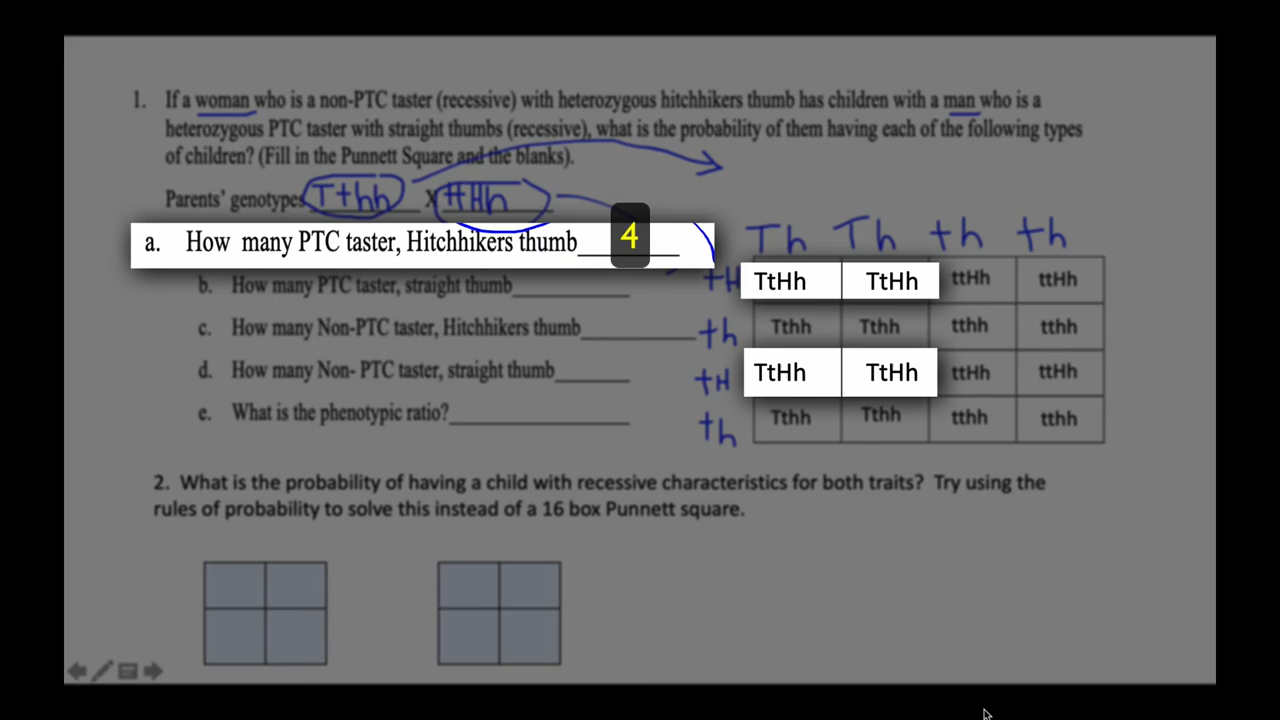 1. If a woman who is a non-PTC taster (recessive) with heterozygous hitchhikers thumb has children with a man who is a
heterozygous PTC taster with straight thumbs (recessive), what is the probability of them having each of the following types
of children? (Fill in the Punnett Square and the blanks).
Parents' genotypes Tthh X ttHh
a. How many PTC taster, Hitchhikers thumb 4
b. How many PTC taster, straight thumb
c. How many Non-PTC taster, Hitchhikers thumb
d. How many Non- PTC taster, straight thumb
e. What is the phenotypic ratio?
Th Th th th
tH TtHh TtHh ttHh ttHh
th Tthh Tthh tthh tthh
tH TtHh TtHh ttHh ttHh
th Tthh Tthh tthh tthh
2. What is the probability of having a child with recessive characteristics for both traits? Try using the
rules of probability to solve this instead of a 16 box Punnett square.